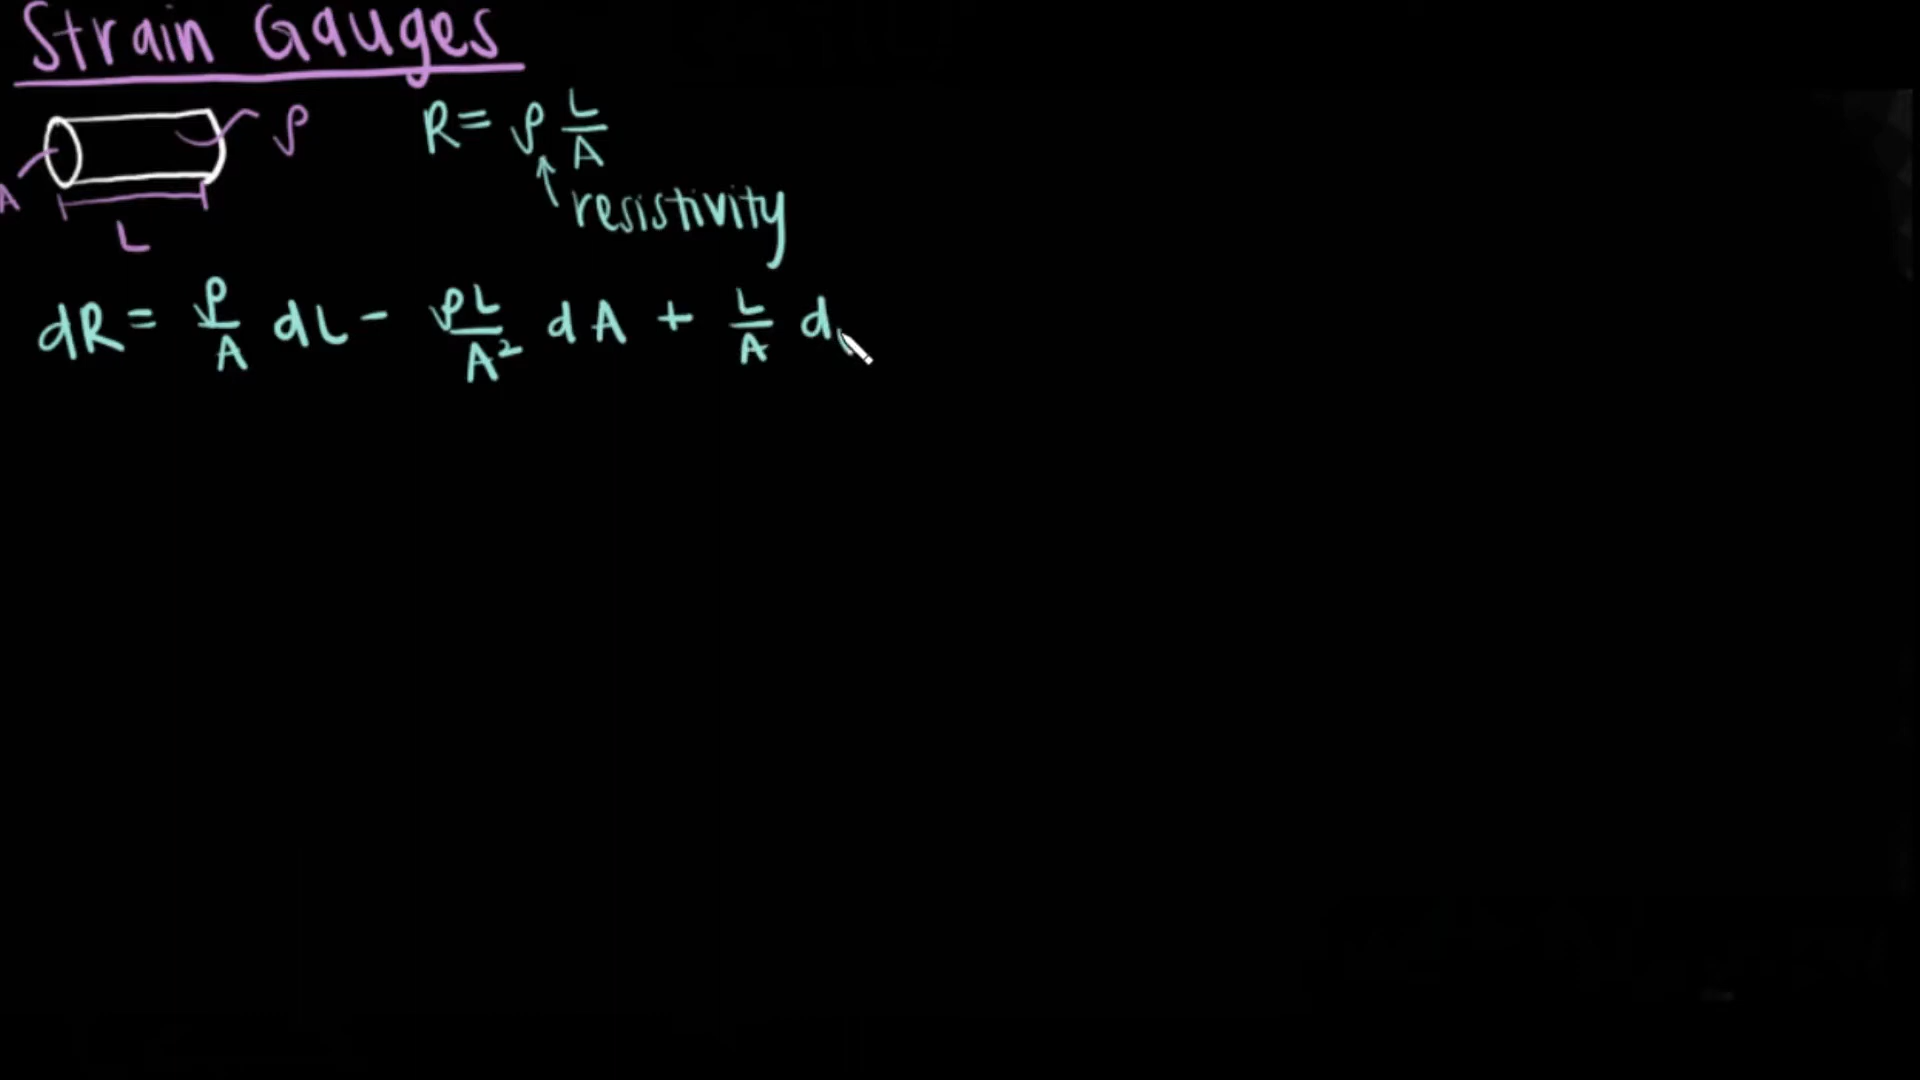 Strain Gauges
A
L
ρ
R = ρ L/A
resistivity
dR = ρ/A dL - ρL/A² dA + L/A d